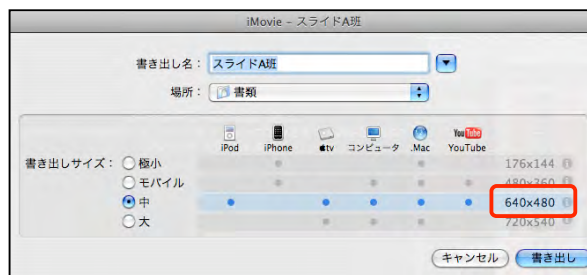 iMovie – スライドA班
書き出し名： スライドA班
場所： 書類
iPod iPhone tv コンピュータ .Mac YouTube
You Tube
書き出しサイズ： 極小 176x144
モバイル 480x360
中 640x480
大 720x540
キャンセル 書き出し